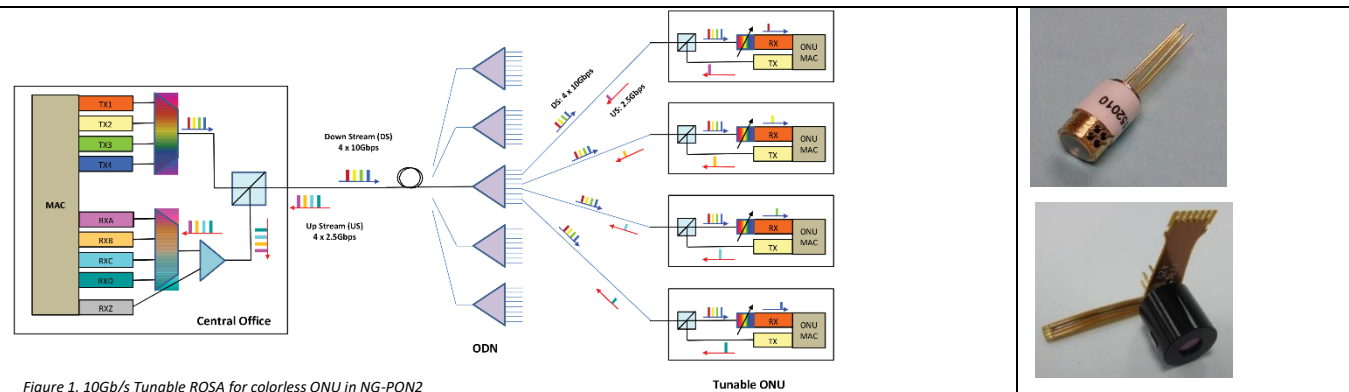 MAC
TX1
TX2
TX3
TX4
RXA
RXB
RXC
RXD
RXZ
Central Office
Down Stream (DS)
4 x 10Gbps
Up Stream (US)
4 x 2.5Gbps
ODN
DS: 4 x 10Gbps
US: 2.5Gbps
RX
TX
ONU
MAC
RX
TX
ONU
MAC
RX
TX
ONU
MAC
RX
TX
ONU
MAC
Tunable ONU
Figure 1. 10Gb/s Tunable ROSA for colorless ONU in NG-PON2
52010